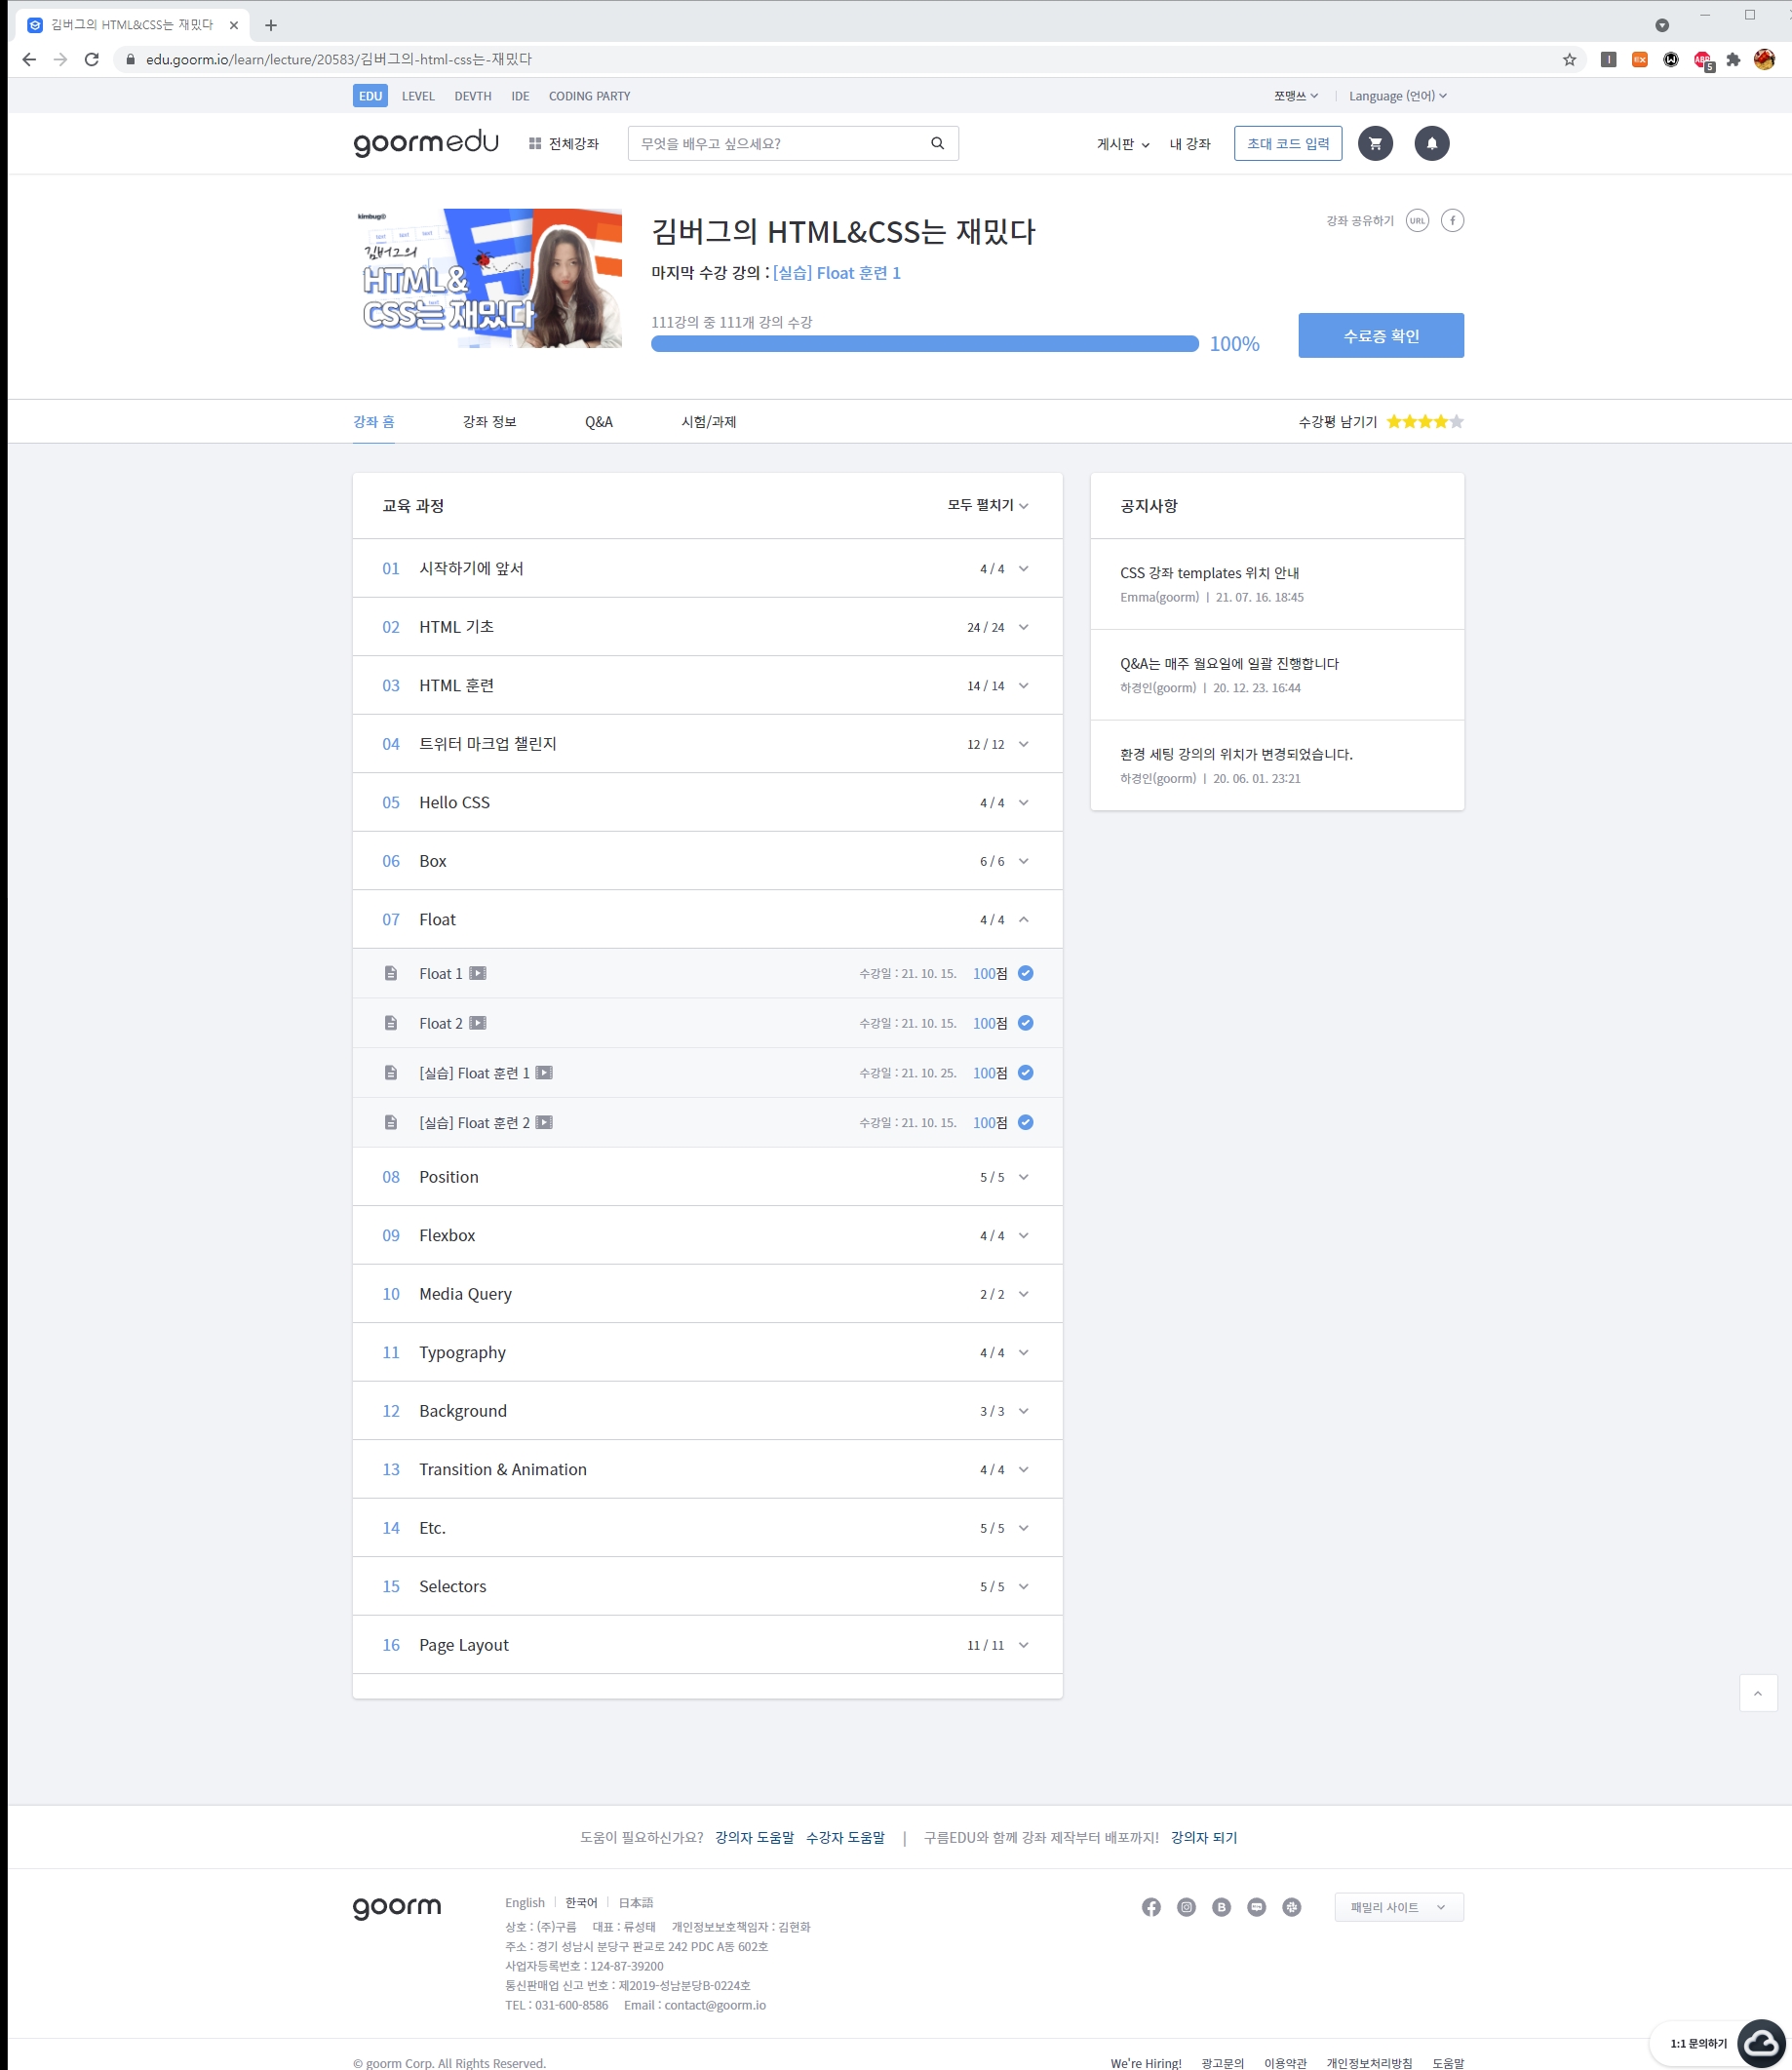 김버그의 HTML&CSS는 재밌다
edu.goorm.io/learn/lecture/20583/김버그의-html-css는-재밌다
EDU LEVEL DEVTH IDE CODING PARTY 쪼맹쓰 | Language (언어)
goormedu 전체강좌 무엇을 배우고 싶으세요? 게시판 내 강좌 초대 코드 입력
kimbug©
김버그의
HTML&
CSS는 재밌다
김버그의 HTML&CSS는 재밌다
강좌 공유하기 URL
마지막 수강 강의 : [실습] Float 훈련 1
111강의 중 111개 강의 수강
100%
수료증 확인
강좌 홈 강좌 정보 Q&A 시험/과제 수강평 남기기
교육 과정 모두 펼치기
01 시작하기에 앞서 4 / 4
02 HTML 기초 24 / 24
03 HTML 훈련 14 / 14
04 트위터 마크업 챌린지 12 / 12
05 Hello CSS 4 / 4
06 Box 6 / 6
07 Float 4 / 4
Float 1 수강일 : 21. 10. 15. 100점
Float 2 수강일 : 21. 10. 15. 100점
[실습] Float 훈련 1 수강일 : 21. 10. 25. 100점
[실습] Float 훈련 2 수강일 : 21. 10. 15. 100점
08 Position 5 / 5
09 Flexbox 4 / 4
10 Media Query 2 / 2
11 Typography 4 / 4
12 Background 3 / 3
13 Transition & Animation 4 / 4
14 Etc. 5 / 5
15 Selectors 5 / 5
16 Page Layout 11 / 11
공지사항
CSS 강좌 templates 위치 안내
Emma(goorm) | 21. 07. 16. 18:45
Q&A는 매주 월요일에 일괄 진행합니다
하경인(goorm) | 20. 12. 23. 16:44
환경 세팅 강의의 위치가 변경되었습니다.
하경인(goorm) | 20. 06. 01. 23:21
도움이 필요하신가요? 강의자 도움말 수강자 도움말 | 구름EDU와 함께 강좌 제작부터 배포까지! 강의자 되기
goorm
English | 한국어 | 日本語
상호 : (주)구름 대표 : 류성태 개인정보보호책임자 : 김현화
주소 : 경기 성남시 분당구 판교로 242 PDC A동 602호
사업자등록번호 : 124-87-39200
통신판매업 신고 번호 : 제2019-성남분당B-0224호
TEL : 031-600-8586 Email : contact@goorm.io
패밀리 사이트
1:1 문의하기
© goorm Corp. All Rights Reserved. We're Hiring! 광고문의 이용약관 개인정보처리방침 도움말